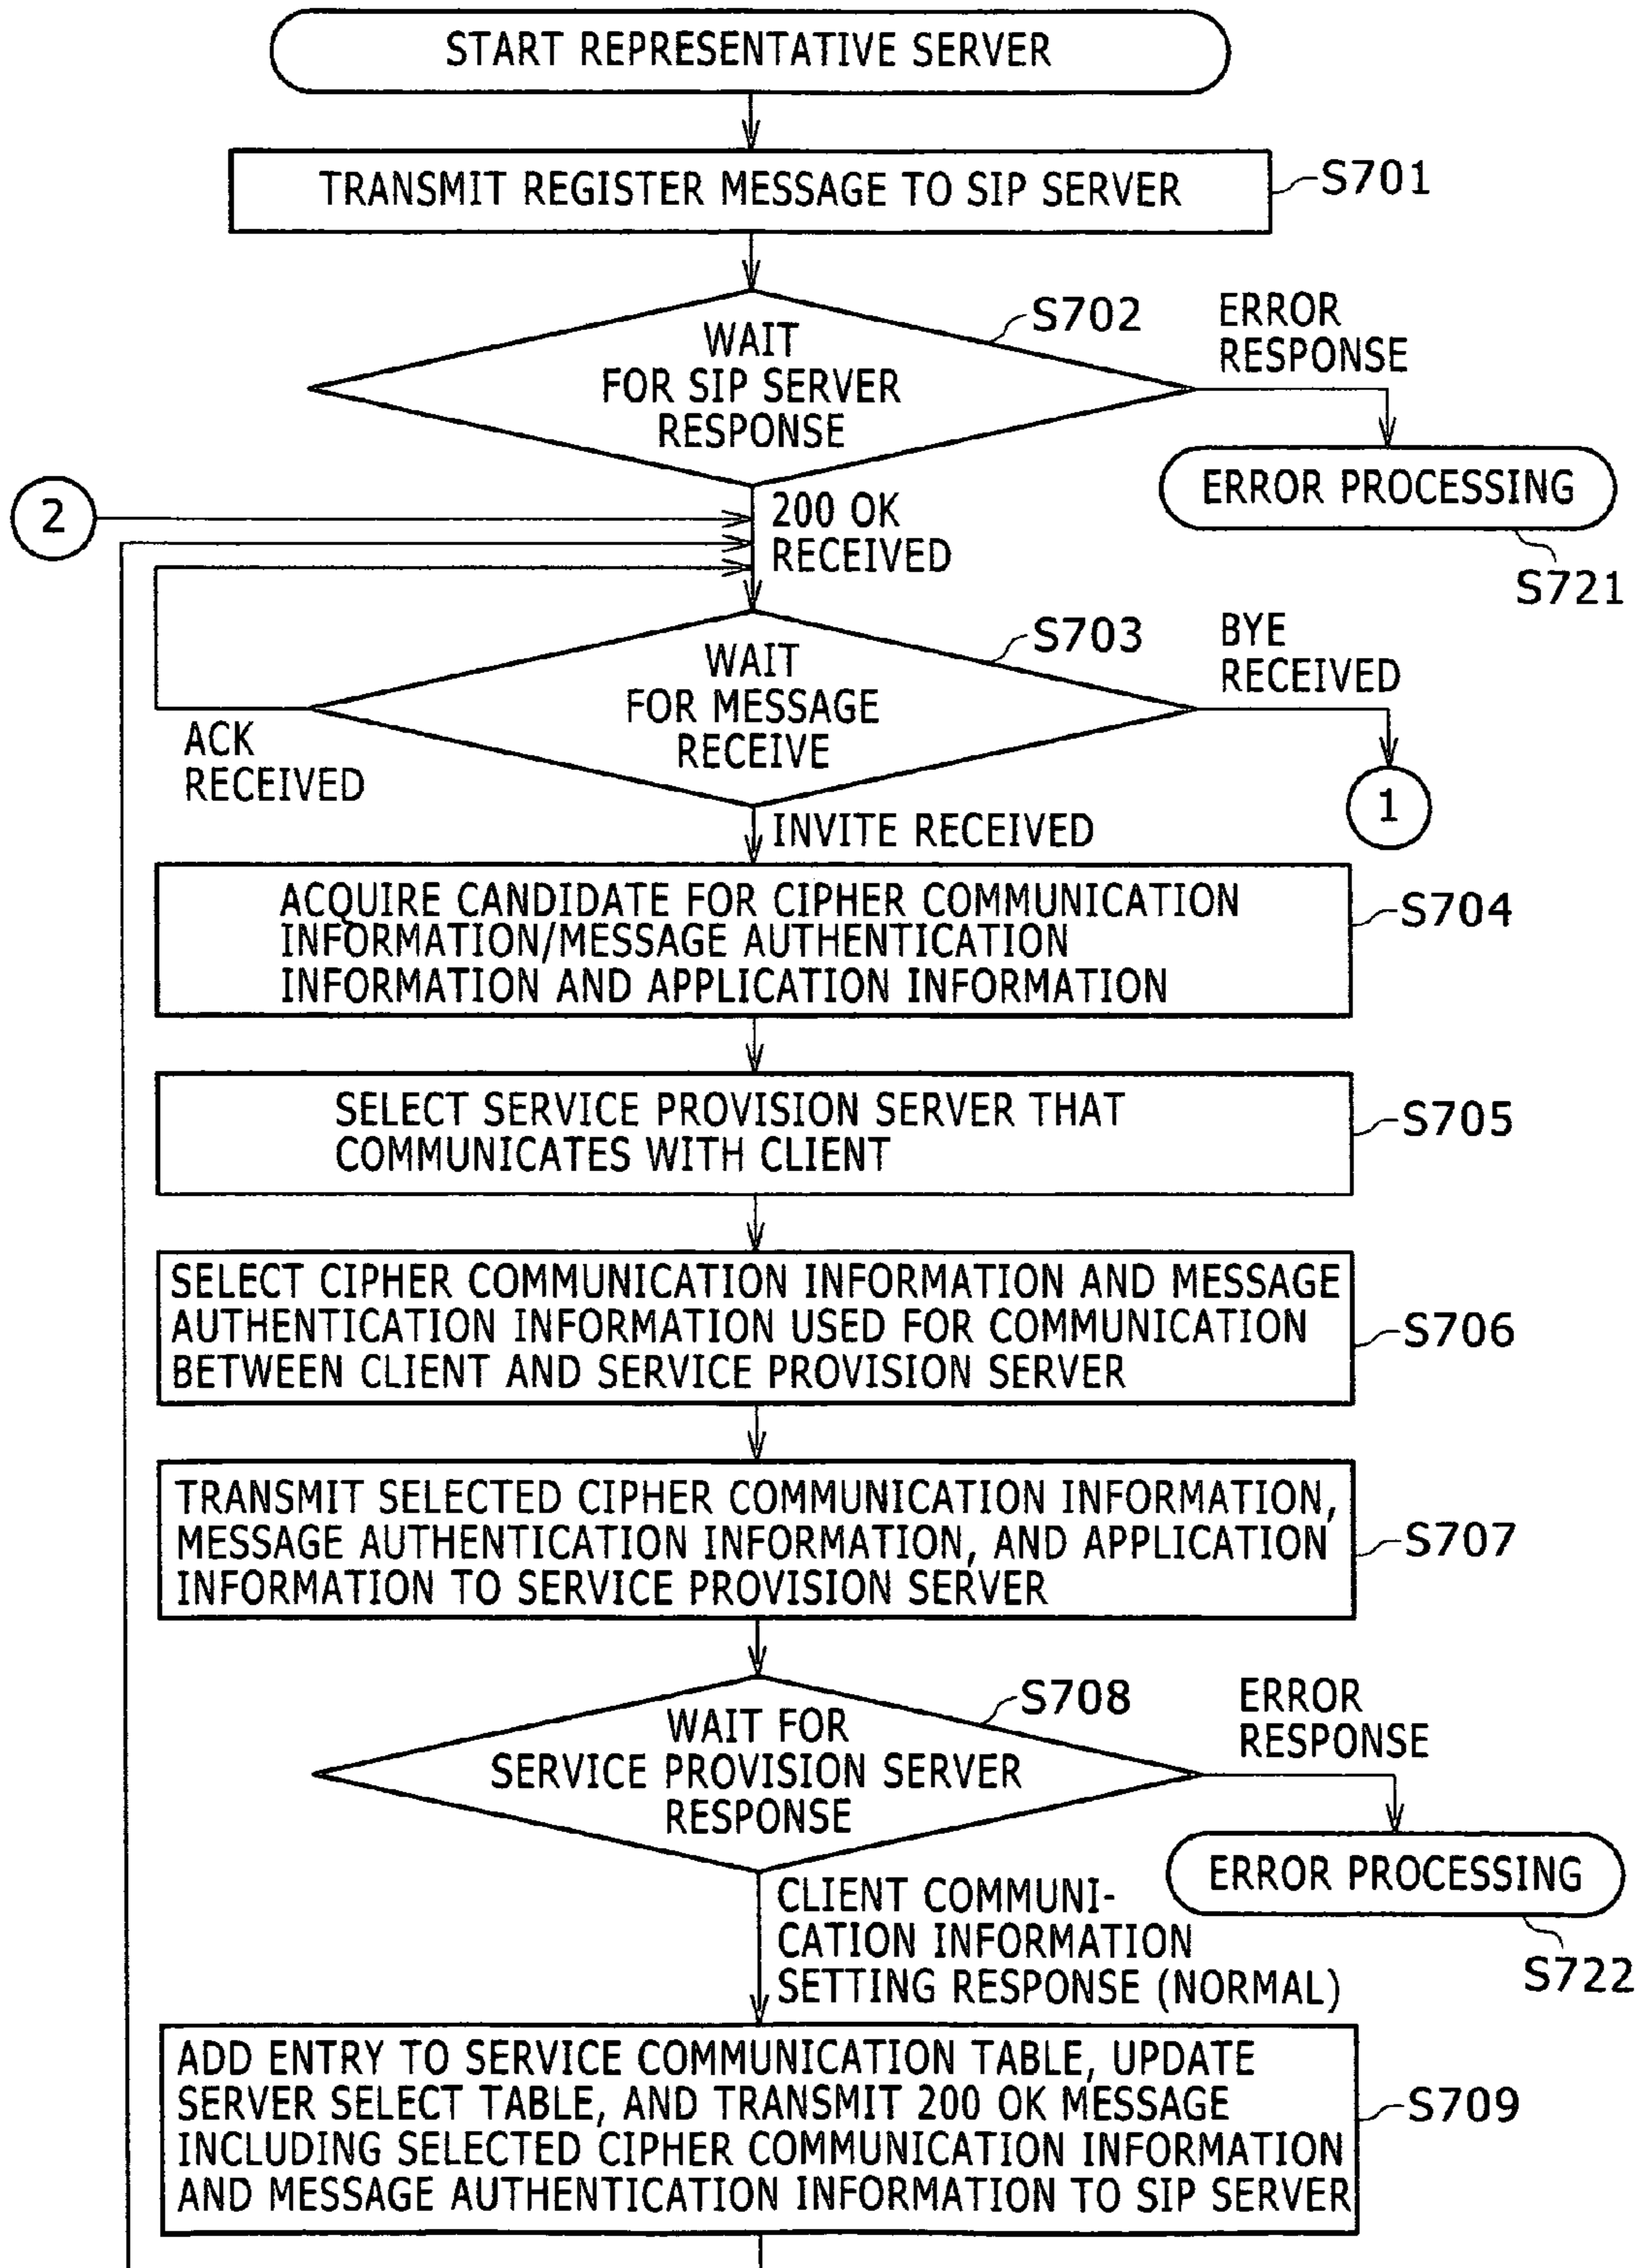 START REPRESENTATIVE SERVER
TRANSMIT REGISTER MESSAGE TO SIP SERVER
S701
WAIT
FOR SIP SERVER
RESPONSE
S702
ERROR
RESPONSE
ERROR PROCESSING
S721
2
200 OK
RECEIVED
WAIT
FOR MESSAGE
RECEIVE
S703
BYE
RECEIVED
1
ACK
RECEIVED
INVITE RECEIVED
ACQUIRE CANDIDATE FOR CIPHER COMMUNICATION
INFORMATION/MESSAGE AUTHENTICATION
INFORMATION AND APPLICATION INFORMATION
S704
SELECT SERVICE PROVISION SERVER THAT
COMMUNICATES WITH CLIENT
S705
SELECT CIPHER COMMUNICATION INFORMATION AND MESSAGE
AUTHENTICATION INFORMATION USED FOR COMMUNICATION
BETWEEN CLIENT AND SERVICE PROVISION SERVER
S706
TRANSMIT SELECTED CIPHER COMMUNICATION INFORMATION,
MESSAGE AUTHENTICATION INFORMATION, AND APPLICATION
INFORMATION TO SERVICE PROVISION SERVER
S707
WAIT FOR
SERVICE PROVISION SERVER
RESPONSE
S708
ERROR
RESPONSE
ERROR PROCESSING
S722
CLIENT COMMUNI-
CATION INFORMATION
SETTING RESPONSE (NORMAL)
ADD ENTRY TO SERVICE COMMUNICATION TABLE, UPDATE
SERVER SELECT TABLE, AND TRANSMIT 200 OK MESSAGE
INCLUDING SELECTED CIPHER COMMUNICATION INFORMATION
AND MESSAGE AUTHENTICATION INFORMATION TO SIP SERVER
S709